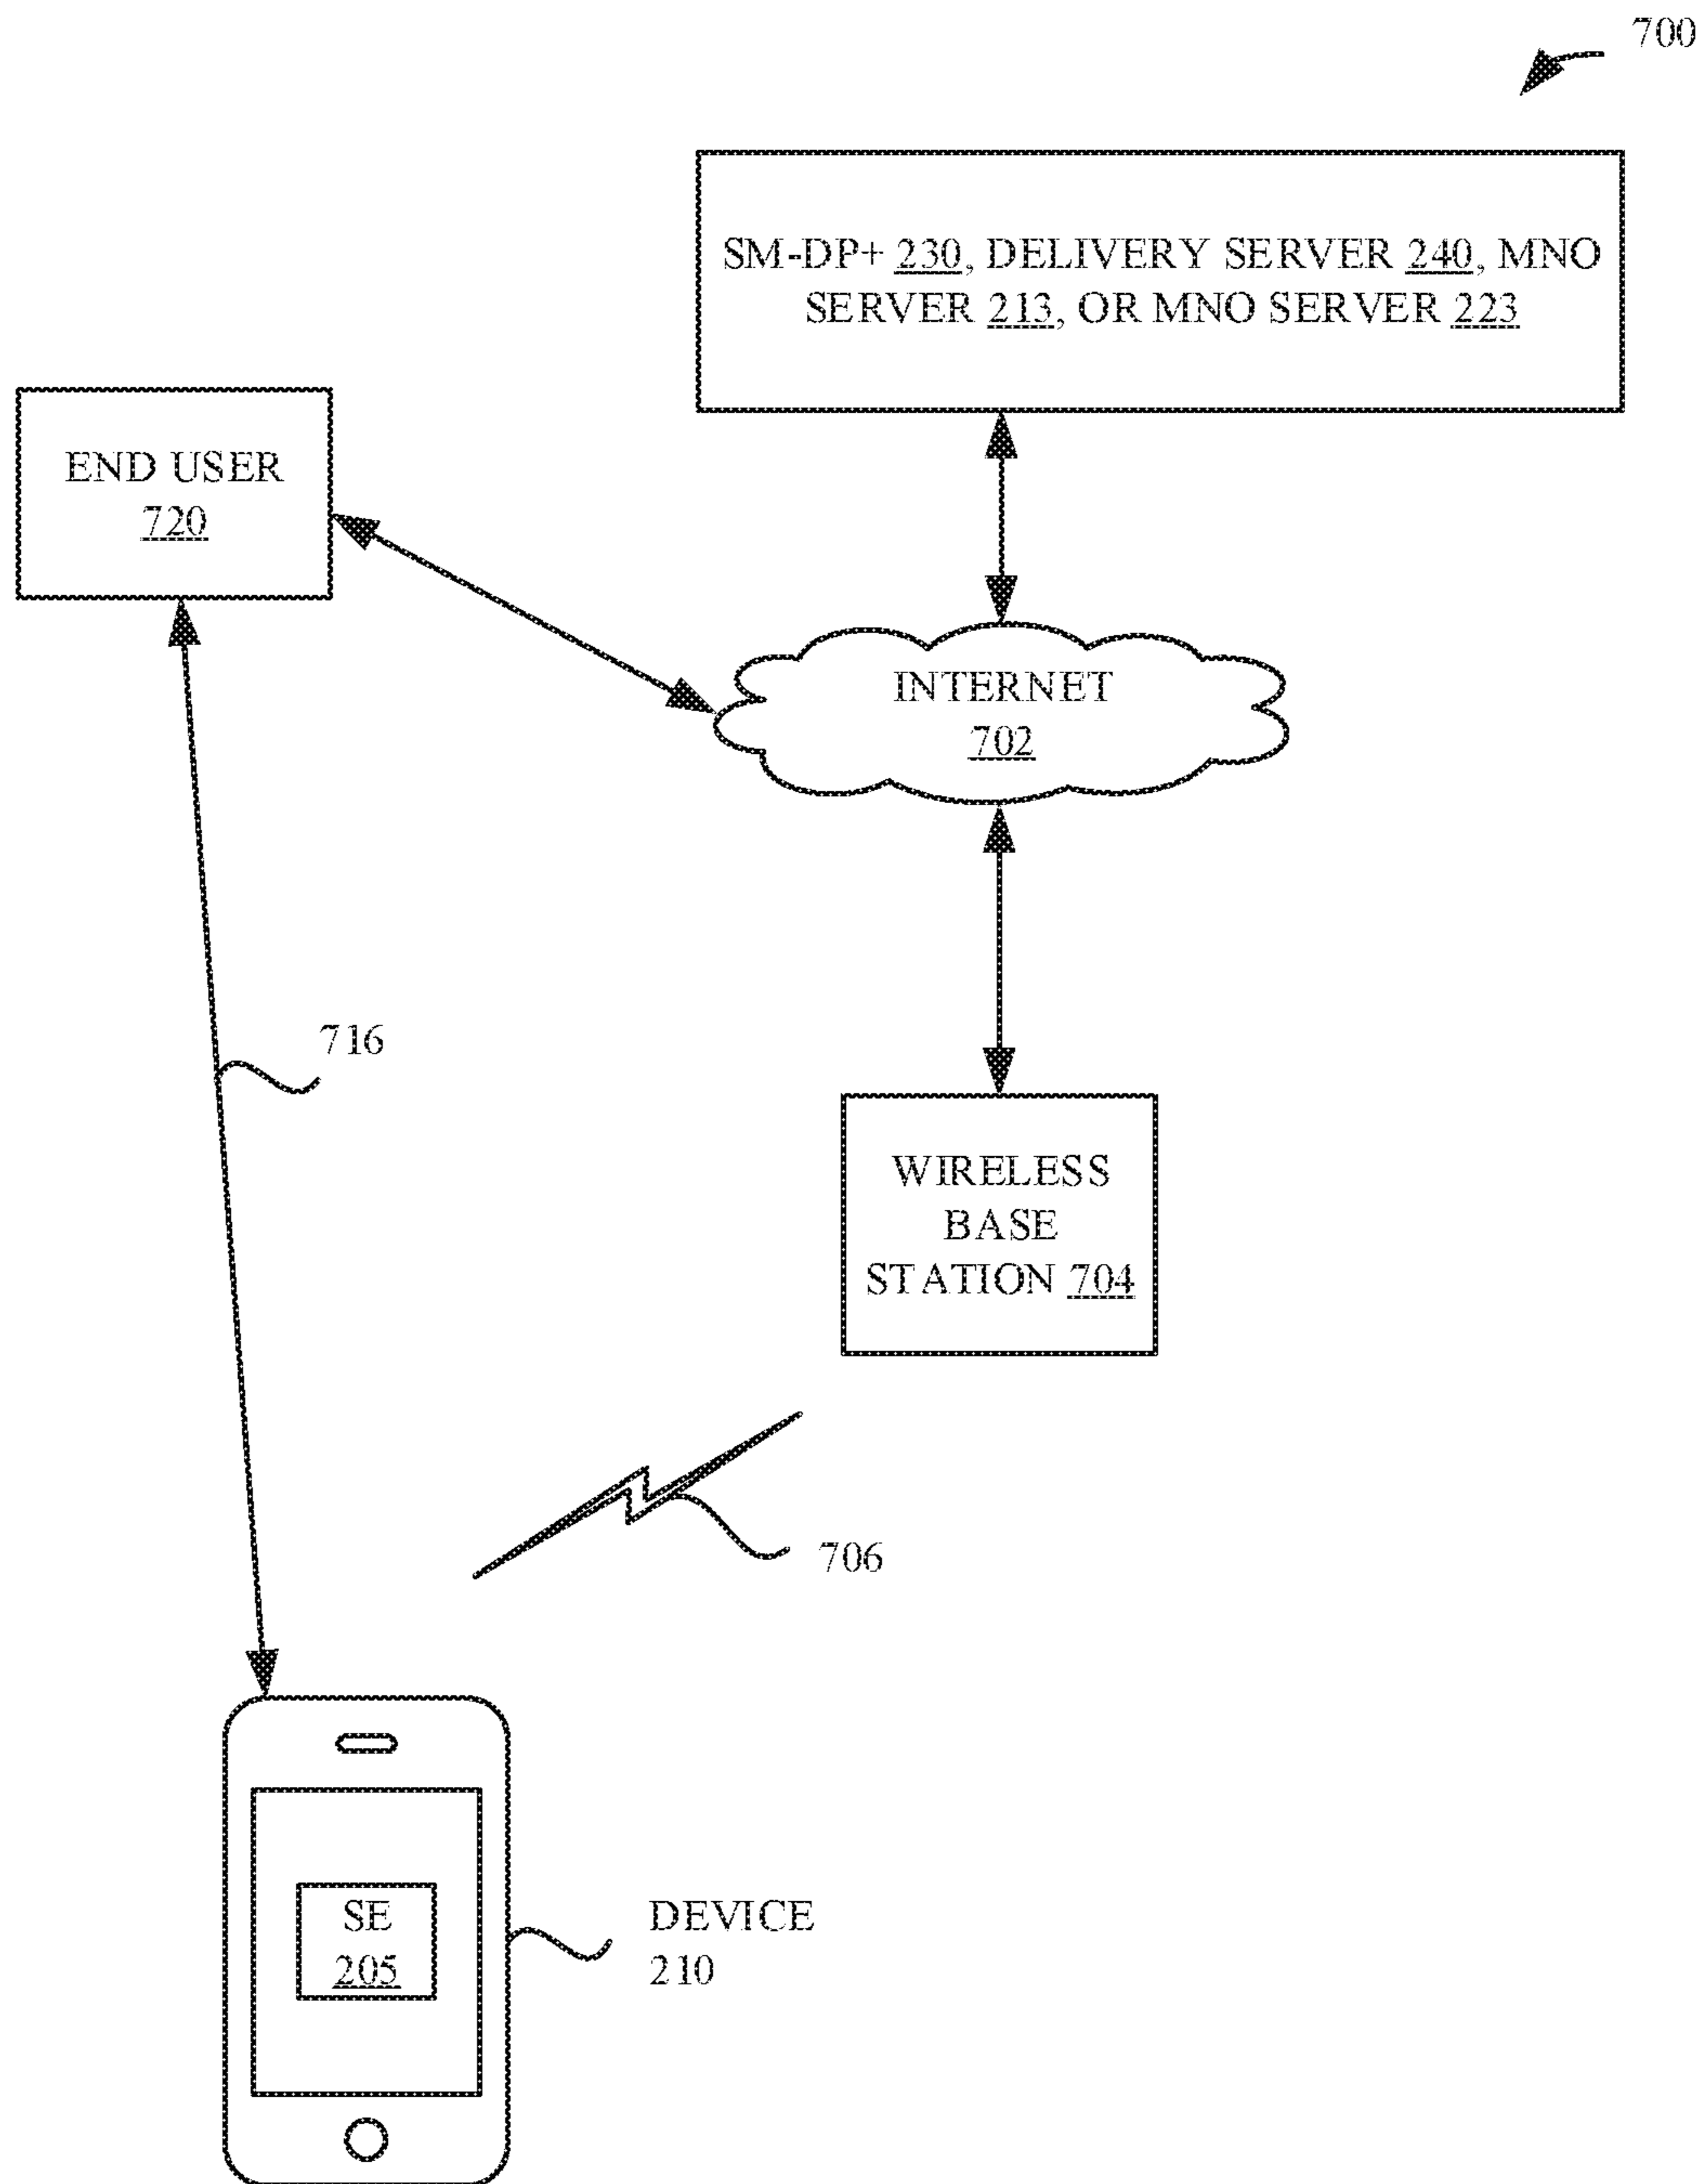 700
SM-DP+ 230, DELIVERY SERVER 240, MNO
SERVER 213, OR MNO SERVER 223
END USER
720
INTERNET
702
716
WIRELESS
BASE
STATION 704
706
SE
205
DEVICE
210